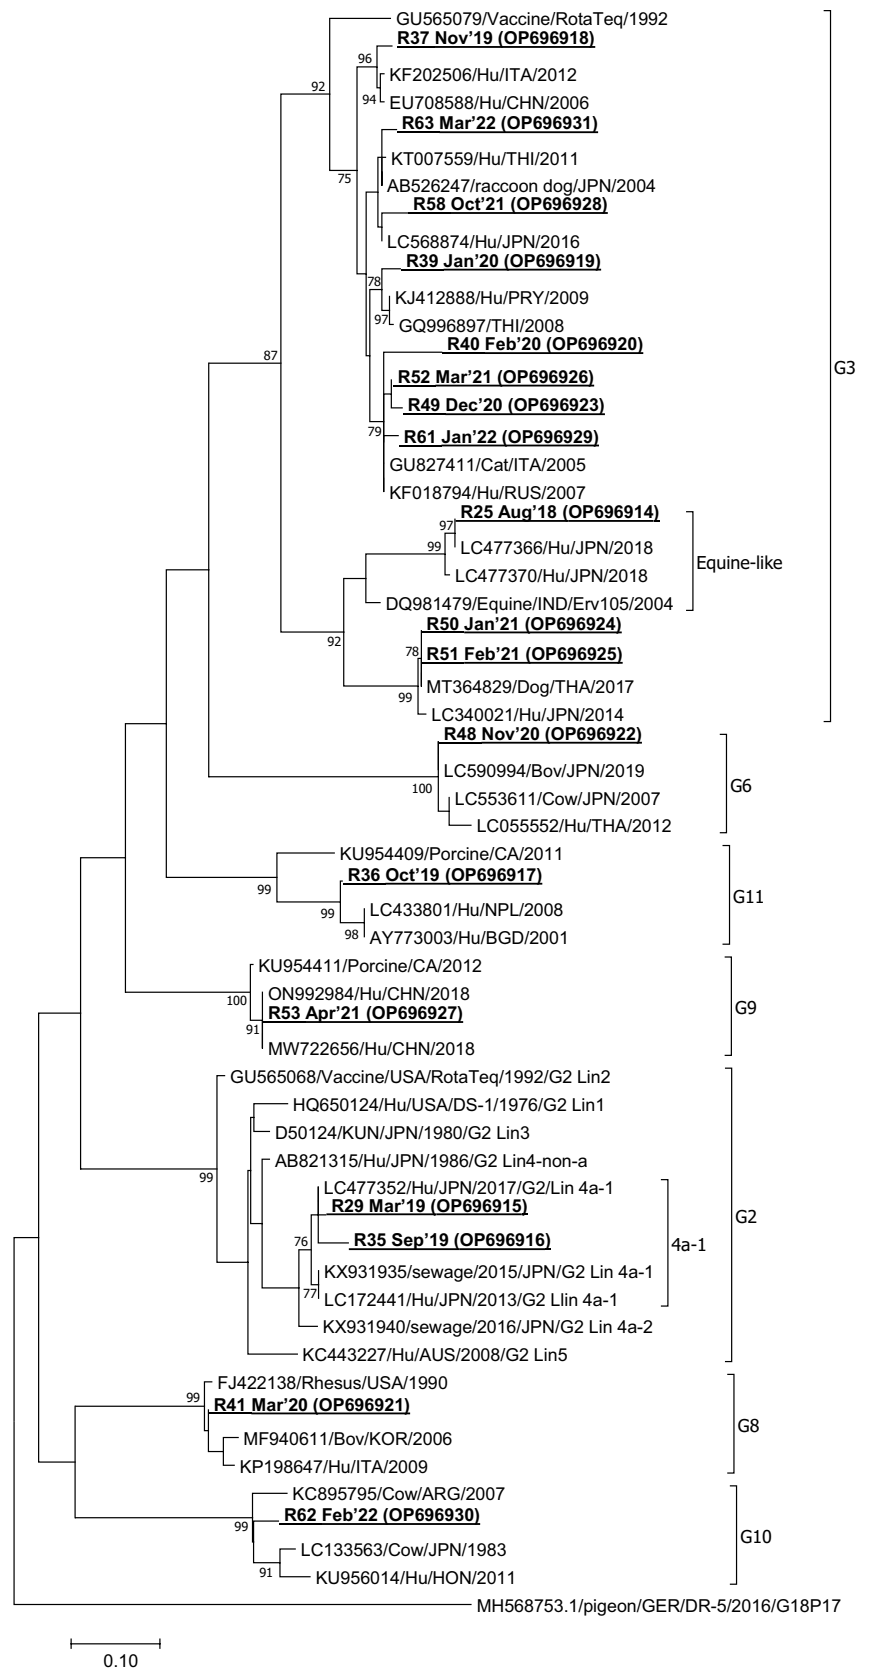 GU565079/Vaccine/RotaTeq/1992
R37 Nov’19 (OP696918)
96
KF202506/Hu/ITA/2012
92
94
EU708588/Hu/CHN/2006
R63 Mar’22 (OP696931)
KT007559/Hu/THI/2011
75
AB526247/raccoon dog/JPN/2004
R58 Oct’21 (OP696928)
LC568874/Hu/JPN/2016
R39 Jan’20 (OP696919)
78
KJ412888/Hu/PRY/2009
97
GQ996897/THI/2008
R40 Feb’20 (OP696920)
87
G3
R52 Mar’21 (OP696926)
R49 Dec’20 (OP696923)
79
R61 Jan’22 (OP696929)
GU827411/Cat/ITA/2005
KF018794/Hu/RUS/2007
R25 Aug’18 (OP696914)
97
99
LC477366/Hu/JPN/2018
Equine-like
LC477370/Hu/JPN/2018
DQ981479/Equine/IND/Erv105/2004
R50 Jan’21 (OP696924)
92
78
R51 Feb’21 (OP696925)
MT364829/Dog/THA/2017
99
LC340021/Hu/JPN/2014
R48 Nov’20 (OP696922)
LC590994/Bov/JPN/2019
100
G6
LC553611/Cow/JPN/2007
LC055552/Hu/THA/2012
KU954409/Porcine/CA/2011
R36 Oct’19 (OP696917)
99
G11
99
LC433801/Hu/NPL/2008
98
AY773003/Hu/BGD/2001
KU954411/Porcine/CA/2012
ON992984/Hu/CHN/2018
100
G9
R53 Apr’21 (OP696927)
91
MW722656/Hu/CHN/2018
GU565068/Vaccine/USA/RotaTeq/1992/G2 Lin2
HQ650124/Hu/USA/DS-1/1976/G2 Lin1
D50124/KUN/JPN/1980/G2 Lin3
AB821315/Hu/JPN/1986/G2 Lin4-non-a
99
LC477352/Hu/JPN/2017/G2/Lin 4a-1
R29 Mar’19 (OP696915)
G2
76
R35 Sep’19 (OP696916)
4a-1
KX931935/sewage/2015/JPN/G2 Lin 4a-1
77
LC172441/Hu/JPN/2013/G2 Llin 4a-1
KX931940/sewage/2016/JPN/G2 Lin 4a-2
KC443227/Hu/AUS/2008/G2 Lin5
FJ422138/Rhesus/USA/1990
99
R41 Mar’20 (OP696921)
G8
MF940611/Bov/KOR/2006
KP198647/Hu/ITA/2009
KC895795/Cow/ARG/2007
R62 Feb’22 (OP696930)
99
G10
LC133563/Cow/JPN/1983
91
KU956014/Hu/HON/2011
MH568753.1/pigeon/GER/DR-5/2016/G18P17
0.10